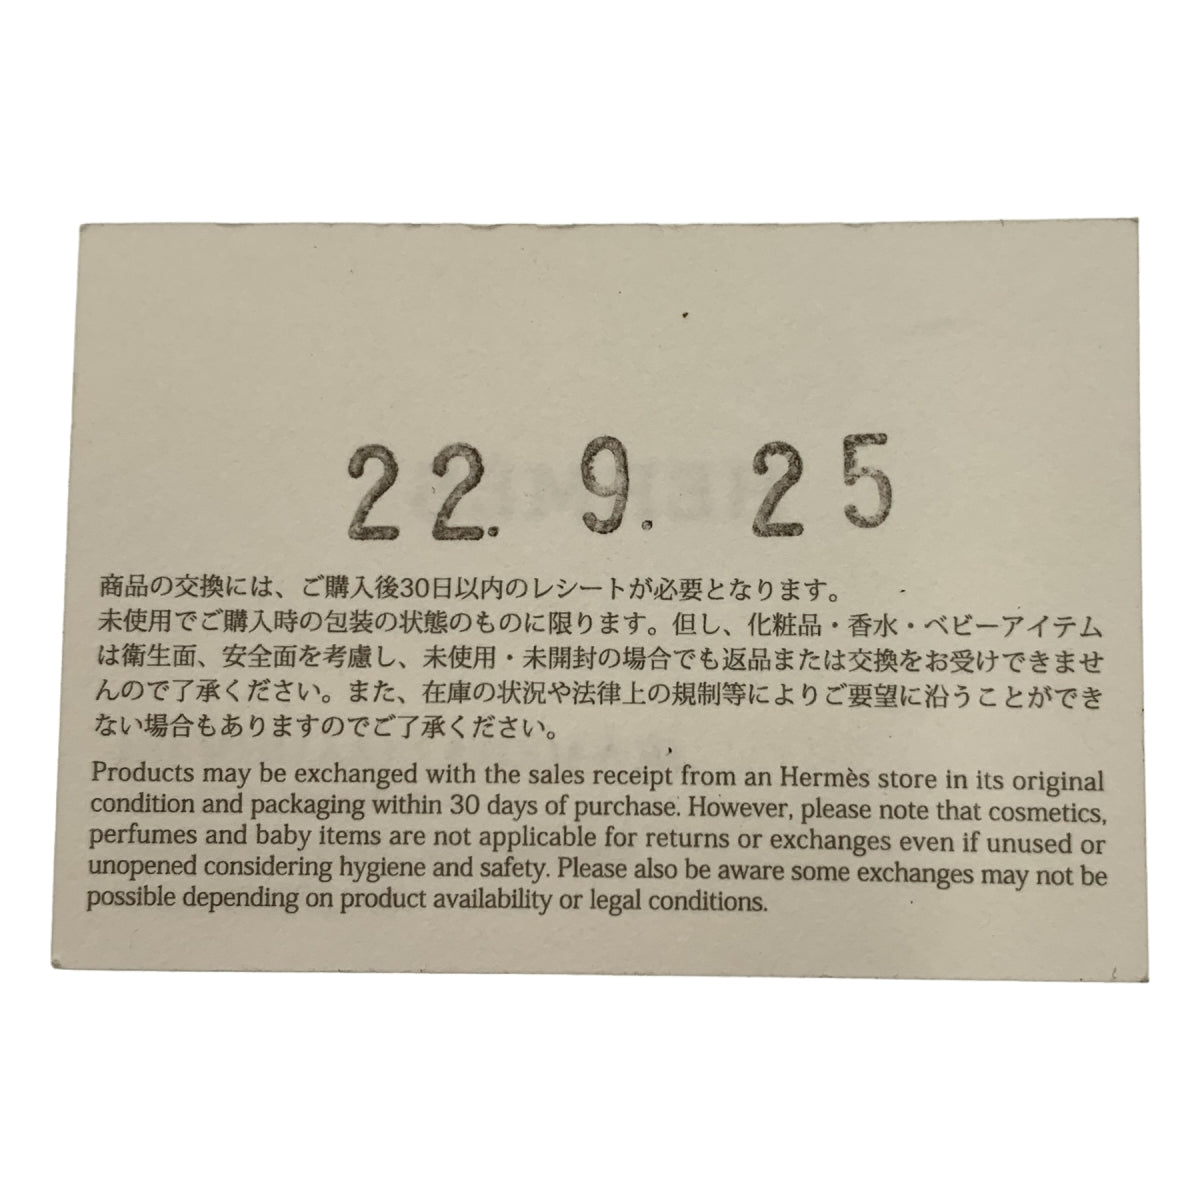 22. 9. 25
商品の交換には、ご購入後30日以内のレシートが必要となります。
未使用でご購入時の包装の状態のものに限ります。但し、化粧品・香水・ベビーアイテム
は衛生面、安全面を考慮し、未使用・未開封の場合でも返品または交換をお受けできませ
んので了承ください。また、在庫の状況や法律上の規制等によりご要望に沿うことができ
ない場合もありますのでご了承ください。
Products may be exchanged with the sales receipt from an Hermès store in its original
condition and packaging within 30 days of purchase. However, please note that cosmetics,
perfumes and baby items are not applicable for returns or exchanges even if unused or
unopened considering hygiene and safety. Please also be aware some exchanges may not be
possible depending on product availability or legal conditions.